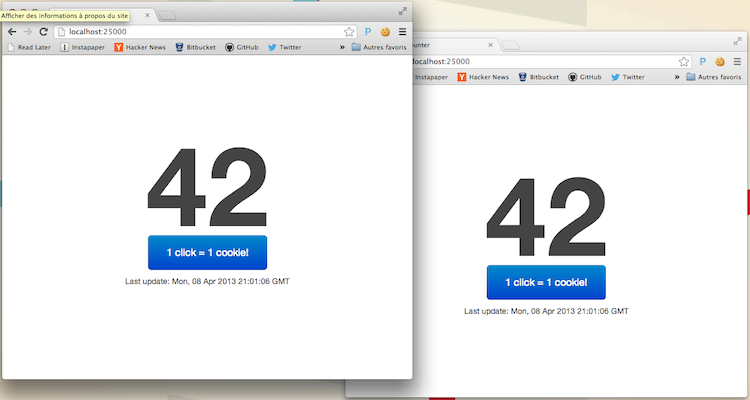 Afficher des informations à propos du site
localhost:25000
Read Later Instapaper Hacker News Bitbucket GitHub Twitter » Autres favoris
42
1 click = 1 cookie!
Last update: Mon, 08 Apr 2013 21:01:06 GMT
ocalhost:25000
Instapaper Hacker News Bitbucket GitHub Twitter » Autres favoris
42
1 click = 1 cookie!
Last update: Mon, 08 Apr 2013 21:01:06 GMT